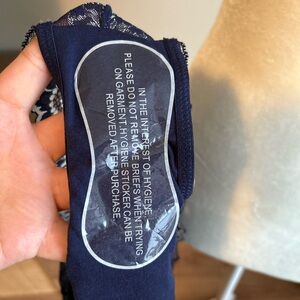 IN THE INTEREST OF HYGIENE,
PLEASE DO NOT REMOVE BRIEFS WHEN TRYING
ON GARMENT. HYGIENE STICKER CAN BE
REMOVED AFTER PURCHASE.